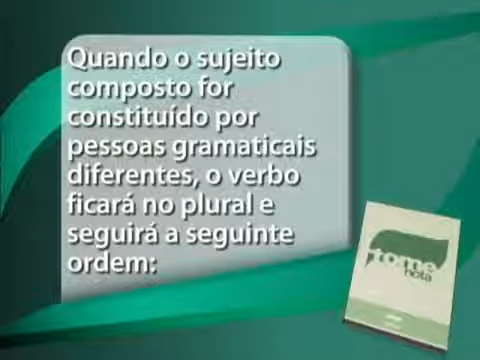 Quando o sujeito
composto for
constituído por
pessoas gramaticais
diferentes, o verbo
ficará no plural e
seguirá a seguinte
ordem:
tome
nota